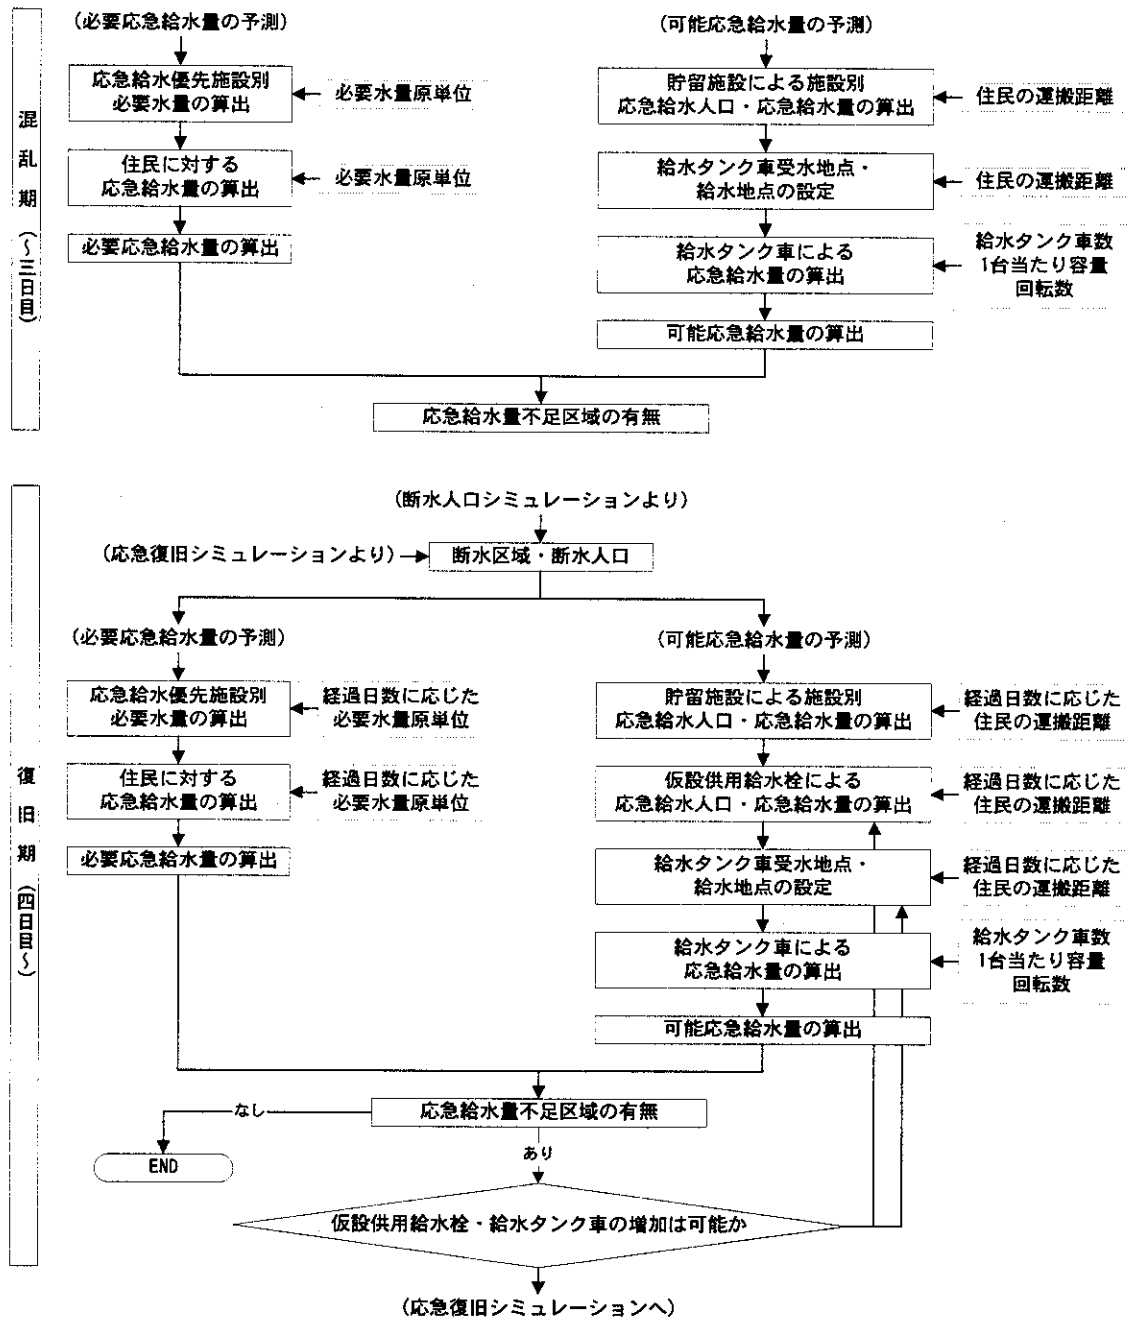 混乱期（～三日目）
(必要応急給水量の予測)
応急給水優先施設別
必要水量の算出
必要水量原単位
住民に対する
応急給水量の算出
必要水量原単位
必要応急給水量の算出
(可能応急給水量の予測)
貯留施設による施設別
応急給水人口・応急給水量の算出
住民の運搬距離
給水タンク車受水地点・
給水地点の設定
住民の運搬距離
給水タンク車による
応急給水量の算出
給水タンク車数
1台当たり容量
回転数
可能応急給水量の算出
応急給水量不足区域の有無
復旧期（四日目～）
(断水人口シミュレーションより)
(応急復旧シミュレーションより)
断水区域・断水人口
(必要応急給水量の予測)
応急給水優先施設別
必要水量の算出
経過日数に応じた
必要水量原単位
住民に対する
応急給水量の算出
経過日数に応じた
必要水量原単位
必要応急給水量の算出
(可能応急給水量の予測)
貯留施設による施設別
応急給水人口・応急給水量の算出
経過日数に応じた
住民の運搬距離
仮設供用給水栓による
応急給水人口・応急給水量の算出
経過日数に応じた
住民の運搬距離
給水タンク車受水地点・
給水地点の設定
経過日数に応じた
住民の運搬距離
給水タンク車による
応急給水量の算出
給水タンク車数
1台当たり容量
回転数
可能応急給水量の算出
応急給水量不足区域の有無
なし
END
あり
仮設供用給水栓・給水タンク車の増加は可能か
(応急復旧シミュレーションへ)